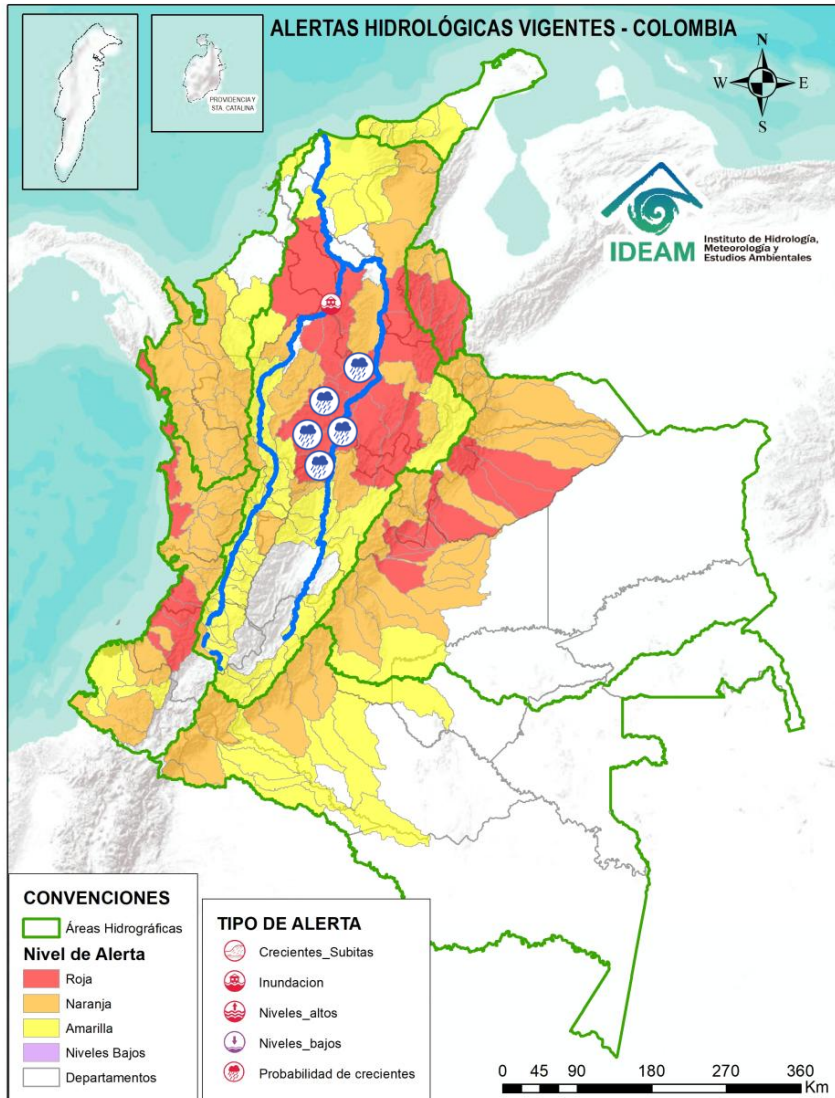 ALERTAS HIDROLÓGICAS VIGENTES - COLOMBIA
PROVIDENCIA Y
STA. CATALINA
N
W
E
S
IDEAM
Instituto de Hidrología,
Meteorología y
Estudios Ambientales
CONVENCIONES
Áreas Hidrográficas
Nivel de Alerta
Roja
Naranja
Amarilla
Niveles Bajos
Departamentos
TIPO DE ALERTA
Crecientes_Subitas
Inundacion
Niveles_altos
Niveles_bajos
Probabilidad de crecientes
0 45 90 180 270 360
Km